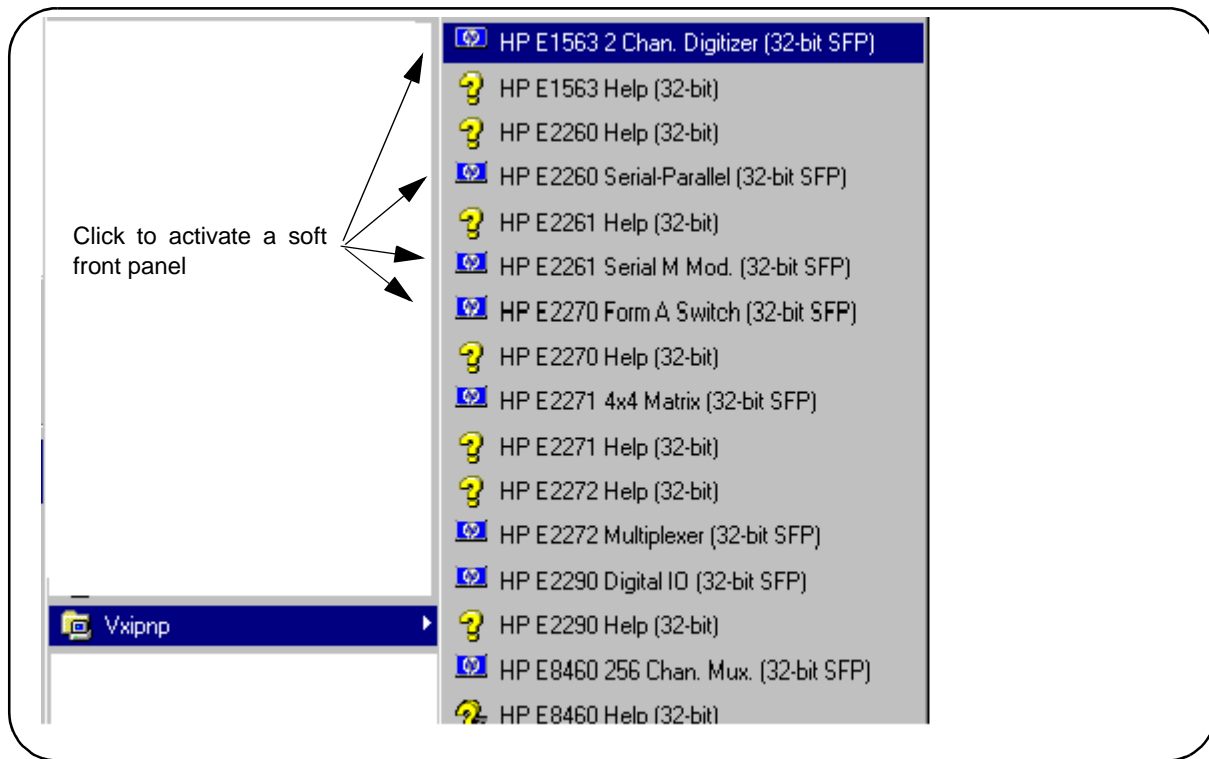 HP E1563 2 Chan. Digitizer (32-bit SFP)
HP E1563 Help (32-bit)
HP E2260 Help (32-bit)
HP E2260 Serial-Parallel (32-bit SFP)
HP E2261 Help (32-bit)
Click to activate a soft
front panel
HP E2261 Serial M Mod. (32-bit SFP)
HP E2270 Form A Switch (32-bit SFP)
HP E2270 Help (32-bit)
HP E2271 4x4 Matrix (32-bit SFP)
HP E2271 Help (32-bit)
HP E2272 Help (32-bit)
HP E2272 Multiplexer (32-bit SFP)
HP E2290 Digital IO (32-bit SFP)
Vxipnp
HP E2290 Help (32-bit)
HP E8460 256 Chan. Mux. (32-bit SFP)
HP E8460 Help (32-bit)